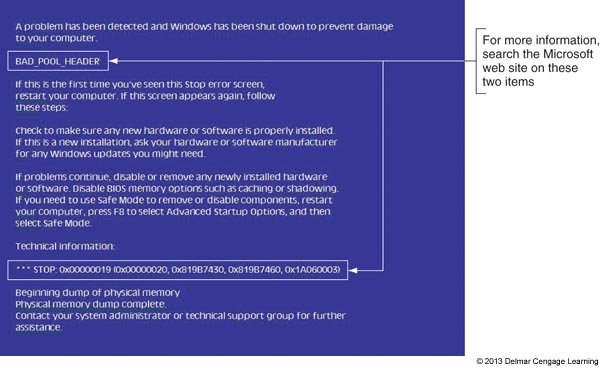 A problem has been detected and Windows has been shut down to prevent damage
to your computer.
BAD_POOL_HEADER
If this is the first time you've seen this Stop error screen,
restart your computer. If this screen appears again, follow
these steps:
Check to make sure any new hardware or software is properly installed.
If this is a new installation, ask your hardware or software manufacturer
for any Windows updates you might need.
If problems continue, disable or remove any newly installed hardware
or software. Disable BIOS memory options such as caching or shadowing.
If you need to use Safe Mode to remove or disable components, restart
your computer, press F8 to select Advanced Startup Options, and then
select Safe Mode.
Technical information:
*** STOP: 0x00000019 (0x00000020, 0x819B7430, 0x819B7460, 0x1A060003)
Beginning dump of physical memory
Physical memory dump complete.
Contact your system administrator or technical support group for further
assistance.
For more information,
search the Microsoft
web site on these
two items
© 2013 Delmar Cengage Learning